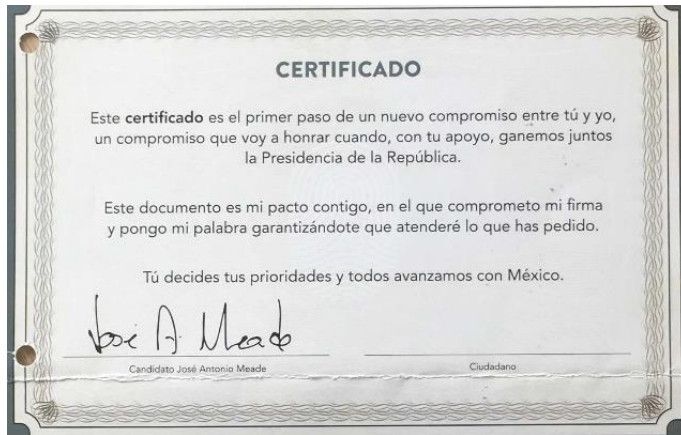 CERTIFICADO
Este certificado es el primer paso de un nuevo compromiso entre tú y yo,
un compromiso que voy a honrar cuando, con tu apoyo, ganemos juntos
la Presidencia de la República.
Este documento es mi pacto contigo, en el que comprometo mi firma
y pongo mi palabra garantizándote que atenderé lo que has pedido.
Tú decides tus prioridades y todos avanzamos con México.
José A. Meade
Candidato José Antonio Meade
Ciudadano